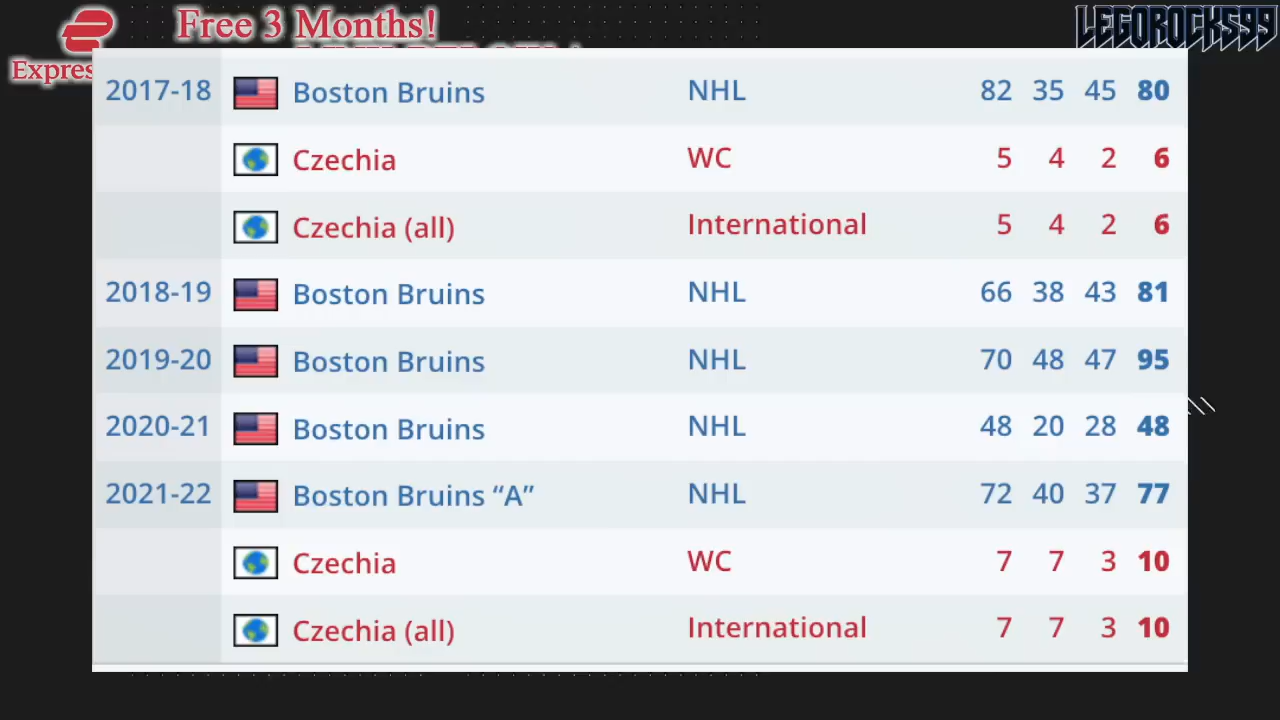 Free 3 Months!
LEGOROCKS99
Expres
2017-18 Boston Bruins NHL 82 35 45 80
Czechia WC 5 4 2 6
Czechia (all) International 5 4 2 6
2018-19 Boston Bruins NHL 66 38 43 81
2019-20 Boston Bruins NHL 70 48 47 95
2020-21 Boston Bruins NHL 48 20 28 48
2021-22 Boston Bruins “A” NHL 72 40 37 77
Czechia WC 7 7 3 10
Czechia (all) International 7 7 3 10